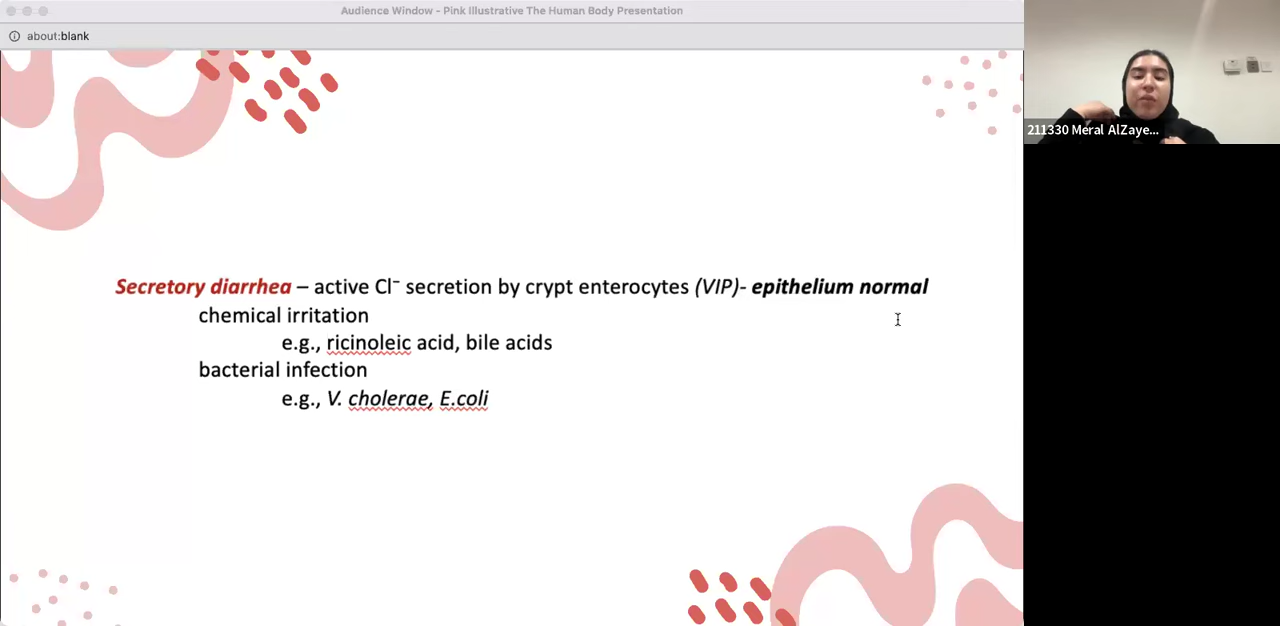 Audience Window - Pink Illustrative The Human Body Presentation
about:blank
211330 Meral AlZaye...
Secretory diarrhea – active Cl⁻ secretion by crypt enterocytes (VIP)- epithelium normal
chemical irritation
e.g., ricinoleic acid, bile acids
bacterial infection
e.g., V. cholerae, E.coli